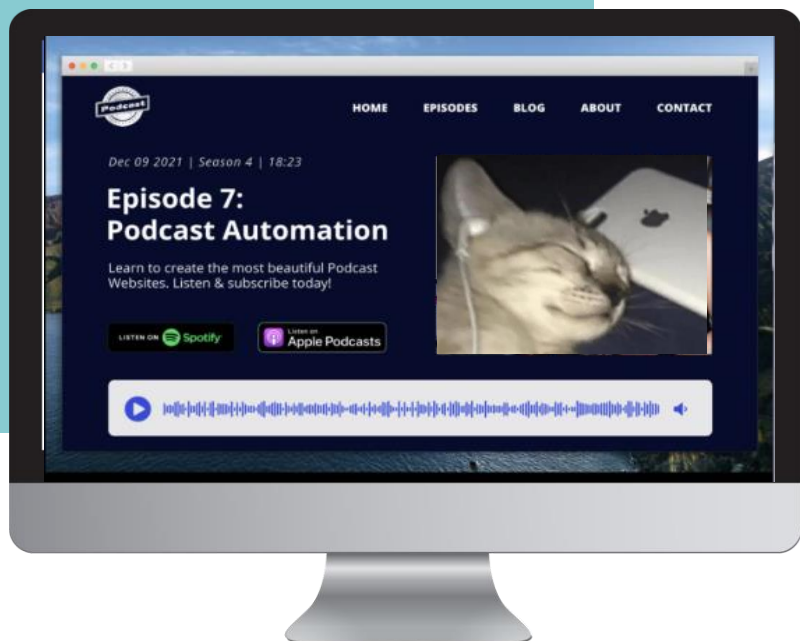 Podcast
HOME EPISODES BLOG ABOUT CONTACT
Dec 09 2021 | Season 4 | 18:23
Episode 7:
Podcast Automation
Learn to create the most beautiful Podcast
Websites. Listen & subscribe today!
LISTEN ON Spotify
Listen on
Apple Podcasts